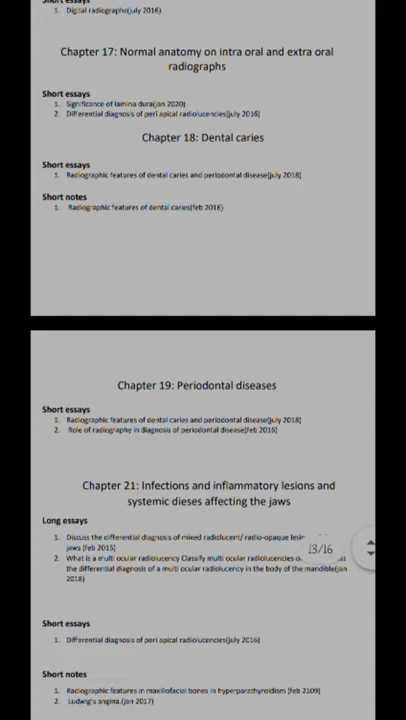 Short essays
1. Digital radiographs(july 2016)
Chapter 17: Normal anatomy on intra oral and extra oral
radiographs
Short essays
1. Significance of lamina dura(jan 2020)
2. Differential diagnosis of peri apical radiolucencies(july 2016)
Chapter 18: Dental caries
Short essays
1. Radiographic features of dental caries and periodontal disease(july 2018)
Short notes
1. Radiographic features of dental caries(feb 2016)
Chapter 19: Periodontal diseases
Short essays
1. Radiographic features of dental caries and periodontal disease(july 2018)
2. Role of radiography in diagnosis of periodontal disease(feb 2015)
Chapter 21: Infections and inflammatory lesions and
systemic dieses affecting the jaws
Long essays
1. Discuss the differential diagnosis of mixed radiolucent/ radio-opaque
jaws (feb 2015)
2. What is a multi ocular radiolucency Classify multi ocular radiolucencies
the differential diagnosis of a multi ocular radiolucency in the body of the mandible(jan
2018)
13/16
Short essays
1. Differential diagnosis of peri apical radiolucencies(july 2016)
Short notes
1. Radiographic features in maxillofacial bones in hyperparathyroidism (feb 2109)
2. Ludwig's angina.(jan 2017)